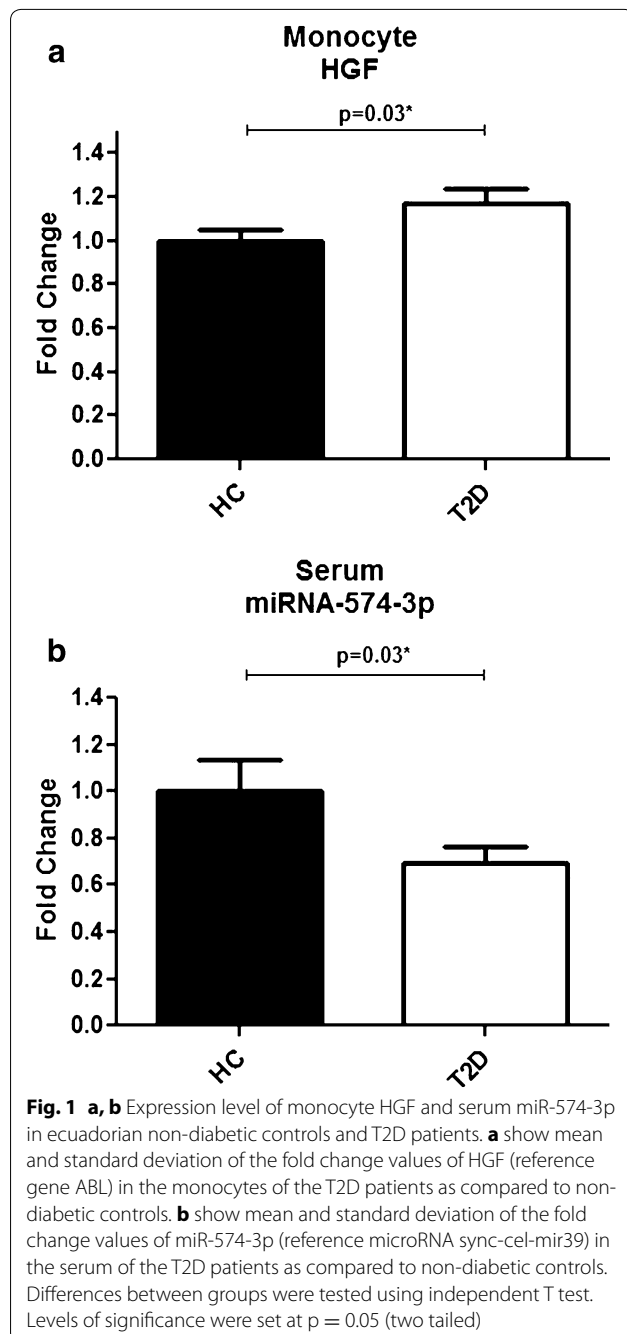 a
Monocyte
HGF
p=0.03*
Fold Change
1.4
1.2
1.0
0.8
0.6
0.4
0.2
0.0
HC
T2D
Serum
miRNA-574-3p
b
p=0.03*
Fold Change
1.4
1.2
1.0
0.8
0.6
0.4
0.2
0.0
HC
T2D
Fig. 1 a, b Expression level of monocyte HGF and serum miR-574-3p
in ecuadorian non-diabetic controls and T2D patients. a show mean
and standard deviation of the fold change values of HGF (reference
gene ABL) in the monocytes of the T2D patients as compared to non-
diabetic controls. b show mean and standard deviation of the fold
change values of miR-574-3p (reference microRNA sync-cel-mir39) in
the serum of the T2D patients as compared to non-diabetic controls.
Differences between groups were tested using independent T test.
Levels of significance were set at p = 0.05 (two tailed)